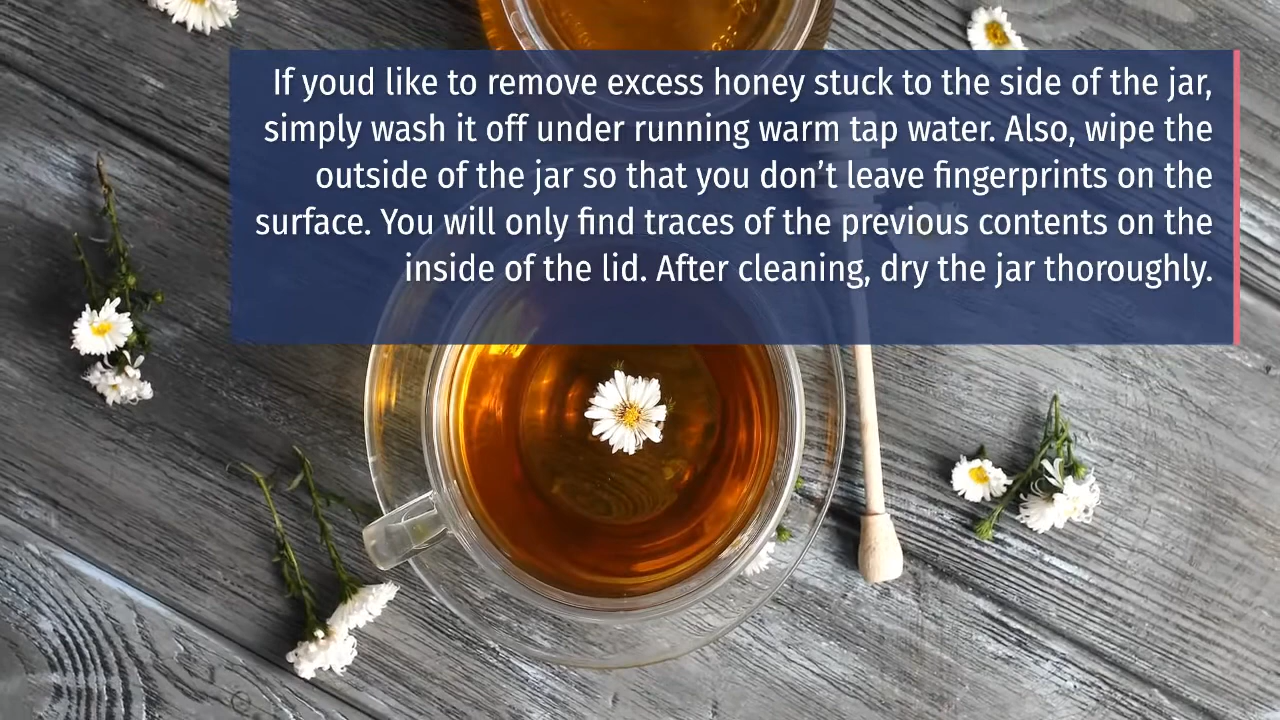 If youd like to remove excess honey stuck to the side of the jar,
simply wash it off under running warm tap water. Also, wipe the
outside of the jar so that you don’t leave fingerprints on the
surface. You will only find traces of the previous contents on the
inside of the lid. After cleaning, dry the jar thoroughly.